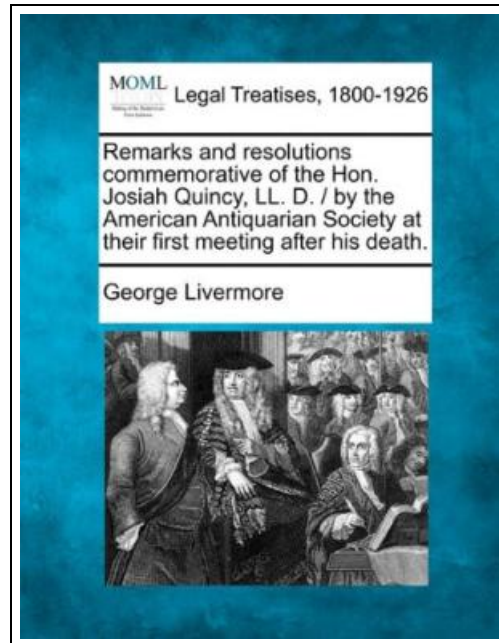 MOML
Legal Treatises, 1800-1926
Remarks and resolutions
commemorative of the Hon.
Josiah Quincy, LL. D. / by the
American Antiquarian Society at
their first meeting after his death.
George Livermore